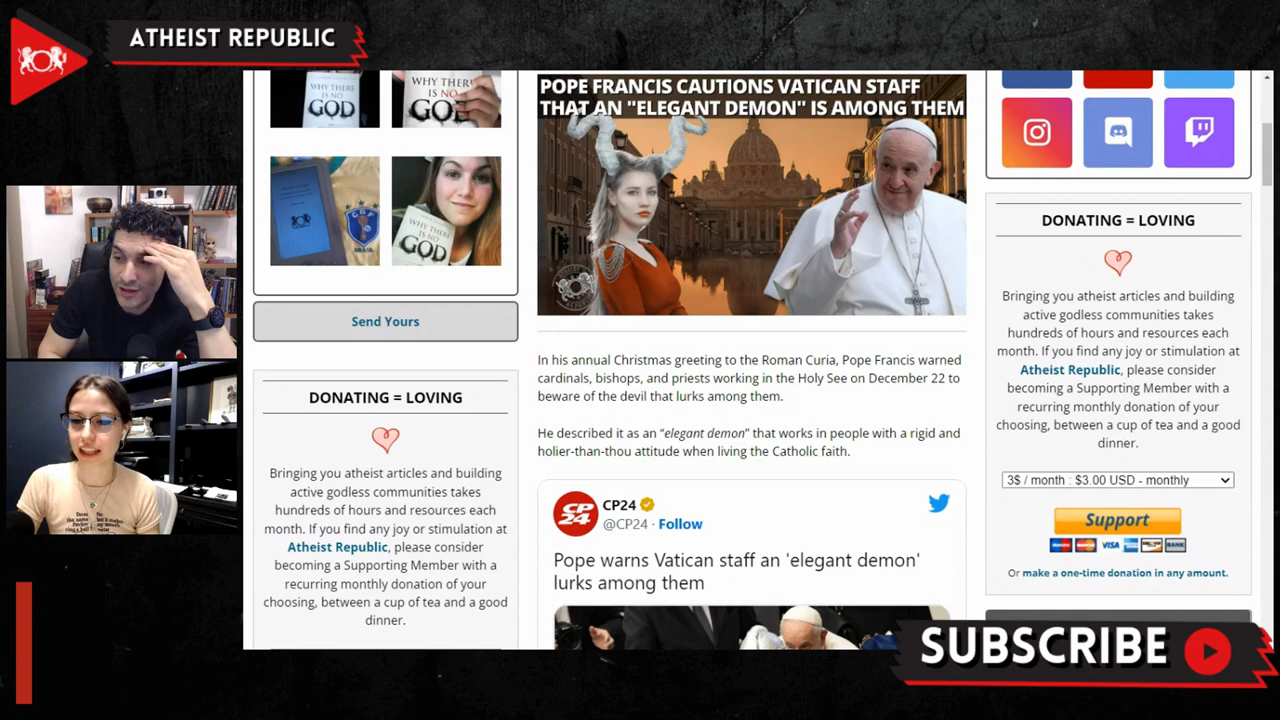 ATHEIST REPUBLIC
WHY THERE
IS NO
GOD
WHY THERE
IS NO
GOD
WHY THERE
IS NO
GOD
CBF
BRASIL
Send Yours
DONATING = LOVING
Bringing you atheist articles and building
active godless communities takes
hundreds of hours and resources each
month. If you find any joy or stimulation at
Atheist Republic, please consider
becoming a Supporting Member with a
recurring monthly donation of your
choosing, between a cup of tea and a good
dinner.
POPE FRANCIS CAUTIONS VATICAN STAFF
THAT AN "ELEGANT DEMON" IS AMONG THEM
In his annual Christmas greeting to the Roman Curia, Pope Francis warned
cardinals, bishops, and priests working in the Holy See on December 22 to
beware of the devil that lurks among them.
He described it as an “elegant demon” that works in people with a rigid and
holier-than-thou attitude when living the Catholic faith.
CP24
CP24
@CP24 · Follow
Pope warns Vatican staff an 'elegant demon'
lurks among them
DONATING = LOVING
Bringing you atheist articles and building
active godless communities takes
hundreds of hours and resources each
month. If you find any joy or stimulation at
Atheist Republic, please consider
becoming a Supporting Member with a
recurring monthly donation of your
choosing, between a cup of tea and a good
dinner.
3$ / month : $3.00 USD - monthly
Support
VISA
BANK
Or make a one-time donation in any amount.
SUBSCRIBE